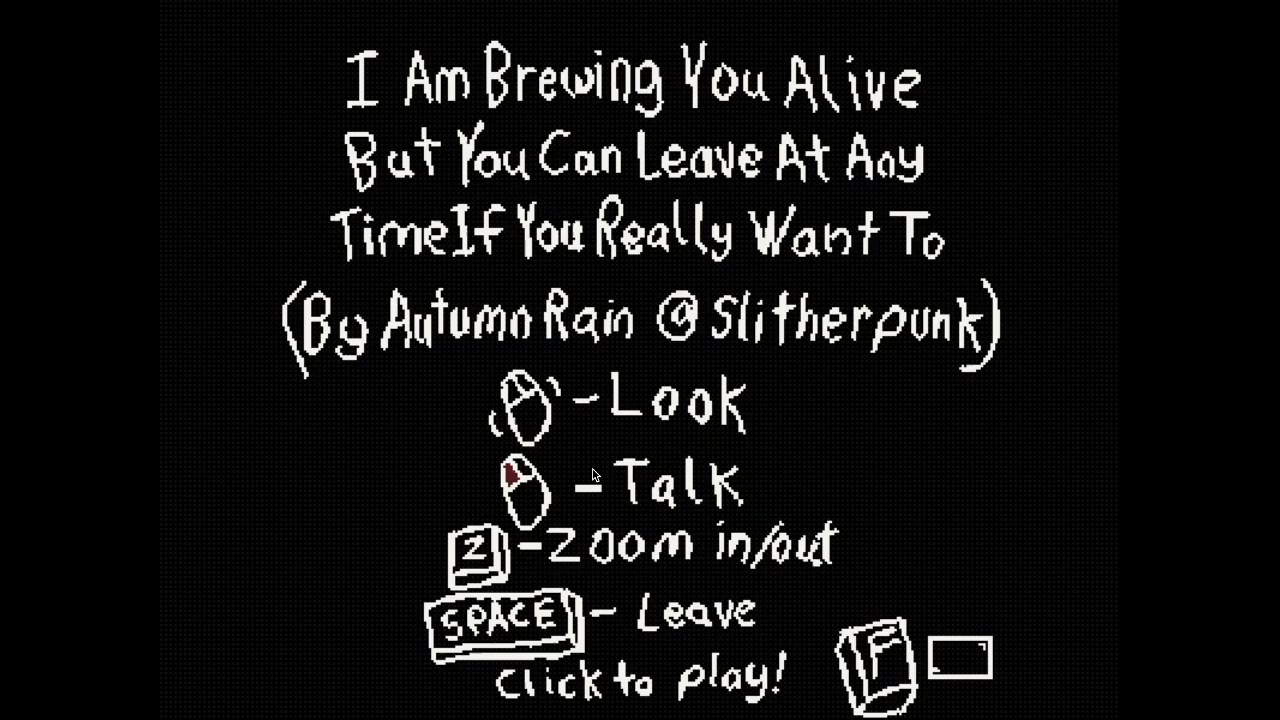 I Am Brewing You Alive
But You Can Leave At Any
Time If You Really Want To
(By Autumn Rain @ Slitherpunk)
- Look
- Talk
Z - Zoom in/out
SPACE - Leave
Click to play!
F